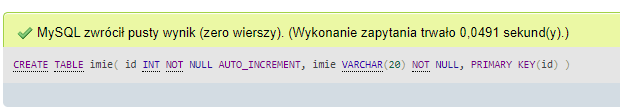 MySQL zwrócił pusty wynik (zero wierszy). (Wykonanie zapytania trwało 0,0491 sekund(y).)
CREATE TABLE imie( id INT NOT NULL AUTO_INCREMENT, imie VARCHAR(20) NOT NULL, PRIMARY KEY(id) )